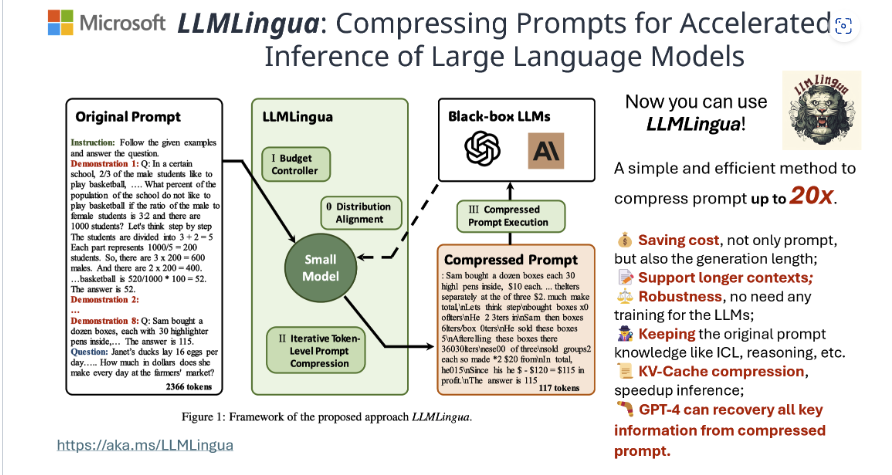 Microsoft LLMLingua: Compressing Prompts for Accelerated
Inference of Large Language Models
Original Prompt
Instruction: Follow the given examples
and answer the question.
Demonstration 1: Q: In a certain
school, 2/3 of the male students like to
play basketball, …. What percent of the
population of the school do not like to
play basketball if the ratio of the male to
female students is 3:2 and there are
1000 students? Let's think step by step
The students are divided into 3 + 2 = 5
Each part represents 1000/5 = 200
students. So, there are 3 x 200 = 600
males. And there are 2 x 200 = 400.
…basketball is 520/1000 * 100 = 52.
The answer is 52.
Demonstration 2:
…
Demonstration 8: Q: Sam bought a
dozen boxes, each with 30 highlighter
pens inside,… The answer is 115.
Question: Janet's ducks lay 16 eggs per
day….. How much in dollars does she
make every day at the farmers' market?
2366 tokens
LLMLingua
I Budget
Controller
0 Distribution
Alignment
Small
Model
II Iterative Token-
Level Prompt
Compression
Black-box LLMs
III Compressed
Prompt Execution
Compressed Prompt
: Sam bought a dozen boxes each 30
highl pens inside, $10 each. ... thelters
separately at the of three $2. much make
total,\nLets think step\nbought boxes x0
oflters\nHe 2 3ters in\nSam then boxes
6lters/box 0ters\nHe sold these boxes
5\nAfterelling these boxes there
36030lters\nese00 of three\nsold groups2
each so made *2 $20 from\nIn total,
he015\nSince his he $ - $120 = $115 in
profit.\nThe answer is 115
117 tokens
Figure 1: Framework of the proposed approach LLMLingua.
https://aka.ms/LLMLingua
LLMLingua
Now you can use
LLMLingua!
A simple and efficient method to
compress prompt up to 20x.
Saving cost, not only prompt,
but also the generation length;
Support longer contexts;
Robustness, no need any
training for the LLMs;
Keeping the original prompt
knowledge like ICL, reasoning, etc.
KV-Cache compression,
speedup inference;
GPT-4 can recover all key
information from compressed
prompt.